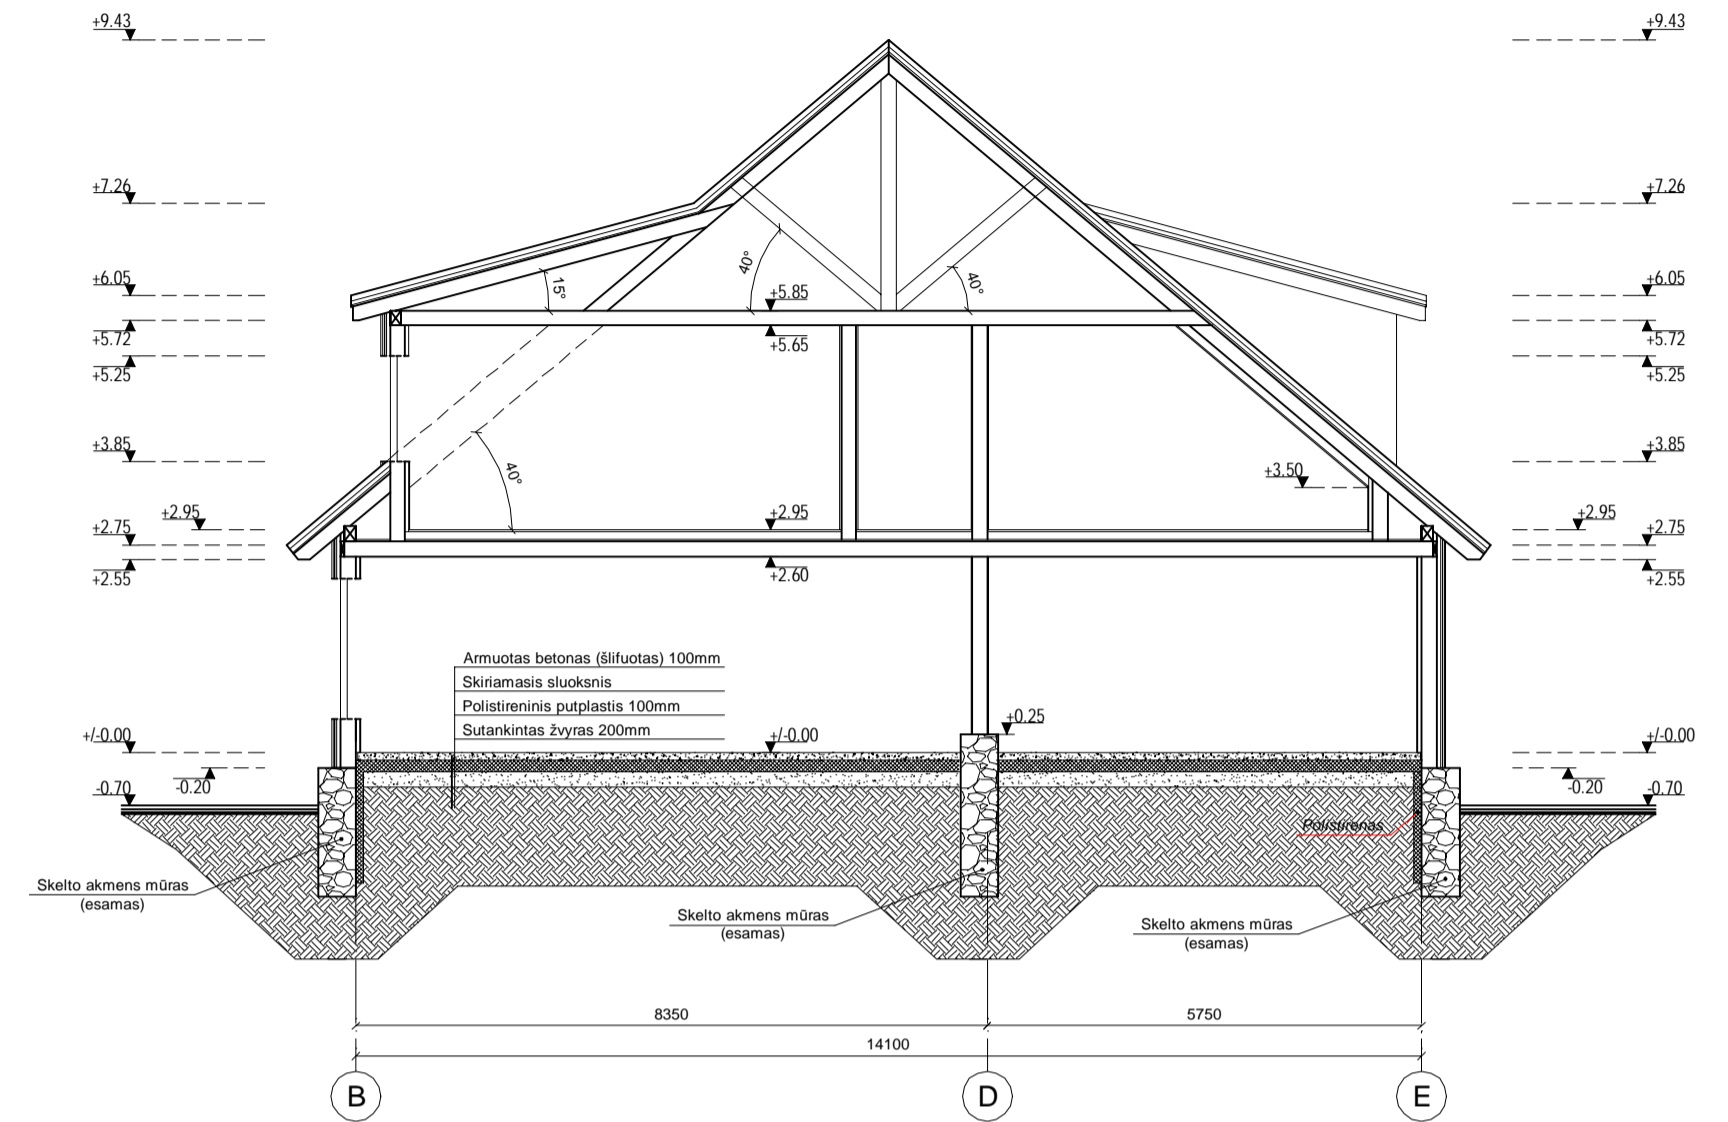 +9.43 +9.43
+7.26 +7.26
40° 40°
+6.05 15° +5.85 +6.05
+5.72 +5.65 +5.72
+5.25 +5.25
+3.85 +3.85
40° +3.50
+2.95 +2.95 +2.95
+2.75 +2.75
+2.55 +2.60 +2.55
Armuotas betonas (šlifuotas) 100mm
Skiriamasis sluoksnis
Polistireninis putplastis 100mm
Sutankintas žvyras 200mm
+0.25
+/-0.00 +/-0.00 +/-0.00
-0.20 -0.20
-0.70 -0.70
Polistirenas
Skelto akmens mūras
(esamas)
Skelto akmens mūras
(esamas)
Skelto akmens mūras
(esamas)
8350 5750
14100
B D E